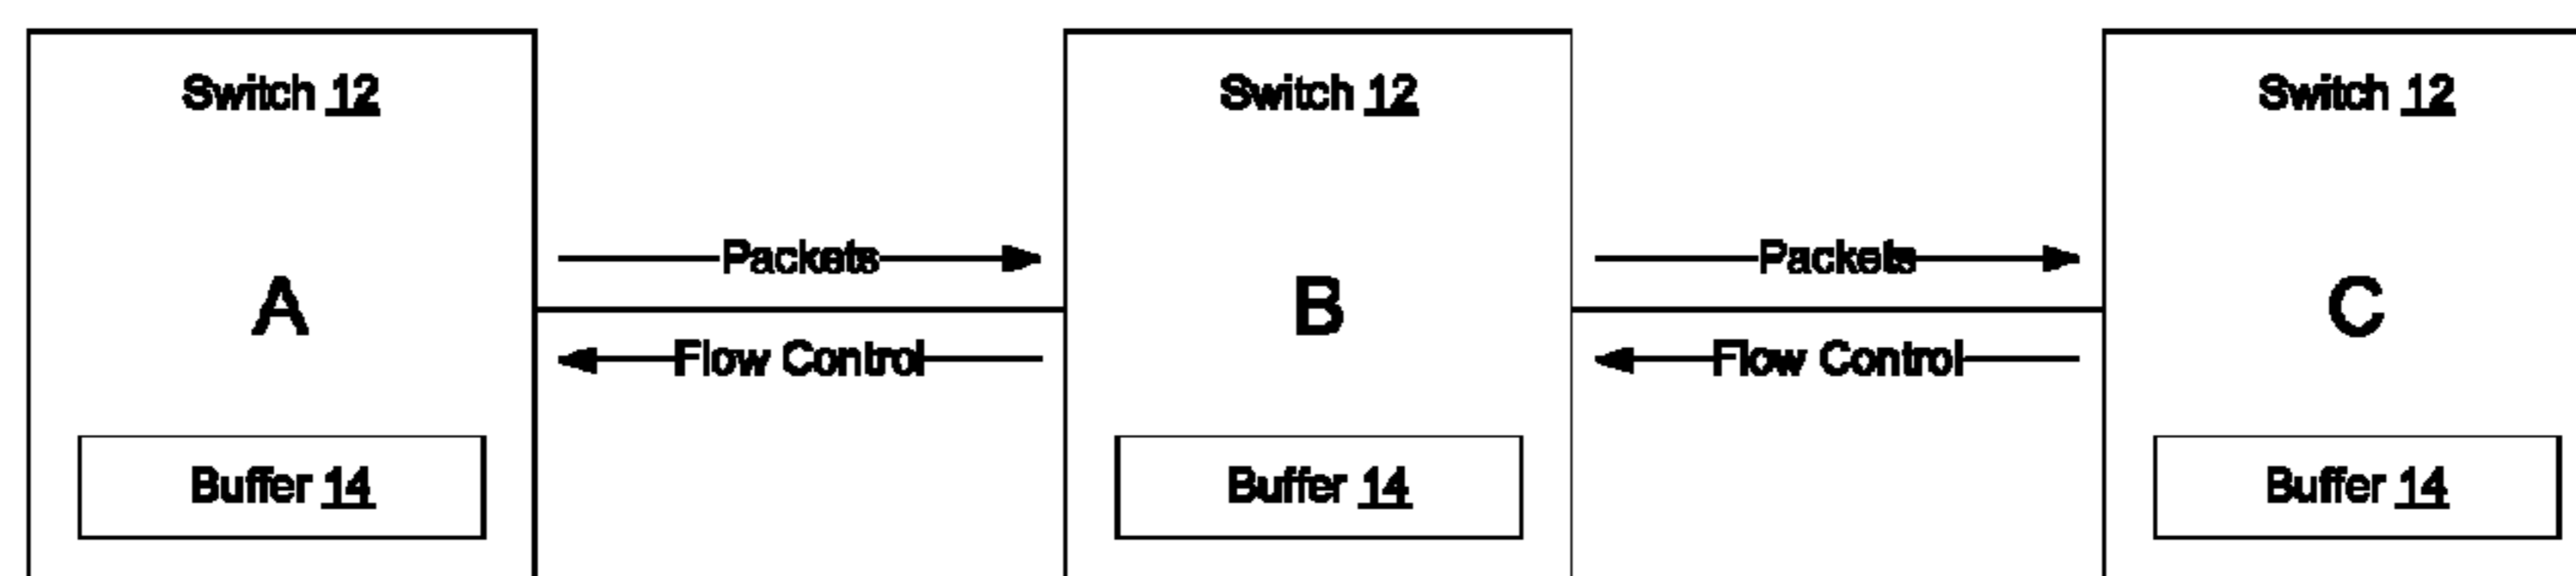 Switch 12
Switch 12
Switch 12
Packets
Packets
A
B
C
Flow Control
Flow Control
Buffer 14
Buffer 14
Buffer 14